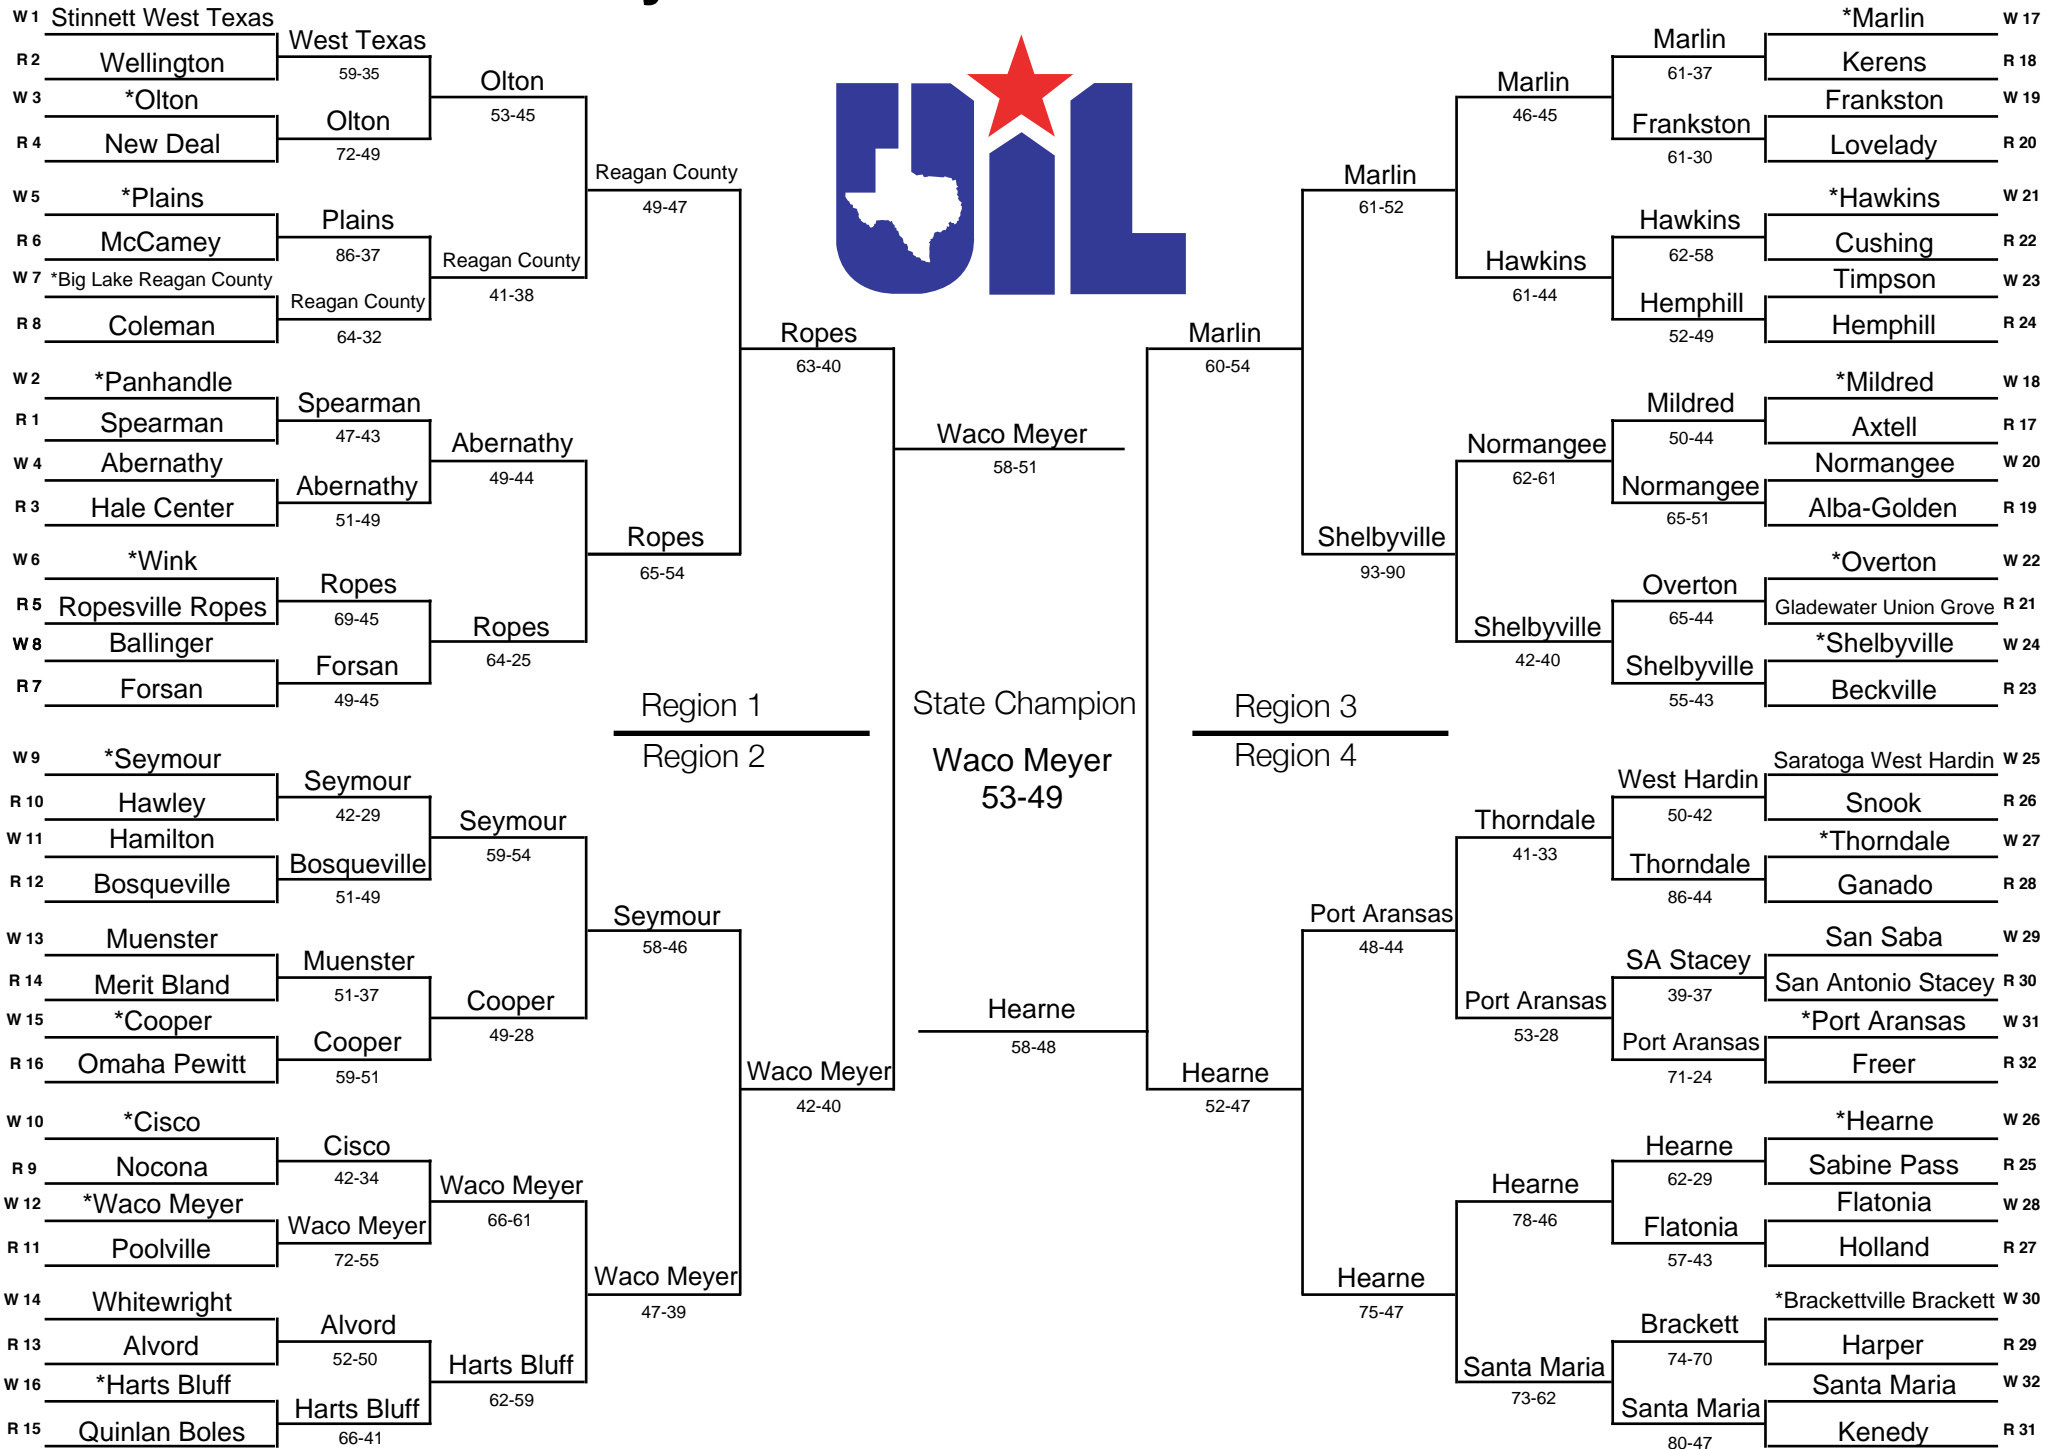 W 1 Stinnett West Texas
R 2 Wellington
W 3 *Olton
R 4 New Deal
W 5 *Plains
R 6 McCamey
W 7 *Big Lake Reagan County
R 8 Coleman
W 2 *Panhandle
R 1 Spearman
W 4 Abernathy
R 3 Hale Center
W 6 *Wink
R 5 Ropesville Ropes
W 8 Ballinger
R 7 Forsan
W 9 *Seymour
R 10 Hawley
W 11 Hamilton
R 12 Bosqueville
W 13 Muenster
R 14 Merit Bland
W 15 *Cooper
R 16 Omaha Pewitt
W 10 *Cisco
R 9 Nocona
W 12 *Waco Meyer
R 11 Poolville
W 14 Whitewright
R 13 Alvord
W 16 *Harts Bluff
R 15 Quinlan Boles
West Texas
59-35
Olton
72-49
Plains
86-37
Reagan County
64-32
Spearman
47-43
Abernathy
51-49
Ropes
69-45
Forsan
49-45
Seymour
42-29
Bosqueville
51-49
Muenster
51-37
Cooper
59-51
Cisco
42-34
Waco Meyer
72-55
Alvord
52-50
Harts Bluff
66-41
Olton
53-45
Reagan County
41-38
Abernathy
49-44
Ropes
64-25
Seymour
59-54
Cooper
49-28
Waco Meyer
66-61
Harts Bluff
62-59
Reagan County
49-47
Ropes
65-54
Seymour
58-46
Waco Meyer
47-39
Ropes
63-40
Waco Meyer
42-40
Region 1
Region 2
UIL
Waco Meyer
58-51
State Champion
Waco Meyer
53-49
Hearne
58-48
Region 3
Region 4
Marlin
60-54
Hearne
52-47
Marlin
61-52
Shelbyville
93-90
Port Aransas
48-44
Hearne
75-47
Marlin
46-45
Hawkins
61-44
Normangee
62-61
Shelbyville
42-40
Thorndale
41-33
Port Aransas
53-28
Hearne
78-46
Santa Maria
73-62
Marlin
61-37
Frankston
61-30
Hawkins
62-58
Hemphill
52-49
Mildred
50-44
Normangee
65-51
Overton
65-44
Shelbyville
55-43
West Hardin
50-42
Thorndale
86-44
SA Stacey
39-37
Port Aransas
71-24
Hearne
62-29
Flatonia
57-43
Brackett
74-70
Santa Maria
80-47
*Marlin W 17
Kerens R 18
Frankston W 19
Lovelady R 20
*Hawkins W 21
Cushing R 22
Timpson W 23
Hemphill R 24
*Mildred W 18
Axtell R 17
Normangee W 20
Alba-Golden R 19
*Overton W 22
Gladewater Union Grove R 21
*Shelbyville W 24
Beckville R 23
Saratoga West Hardin W 25
Snook R 26
*Thorndale W 27
Ganado R 28
San Saba W 29
San Antonio Stacey R 30
*Port Aransas W 31
Freer R 32
*Hearne W 26
Sabine Pass R 25
Flatonia W 28
Holland R 27
*Brackettville Brackett W 30
Harper R 29
Santa Maria W 32
Kenedy R 31